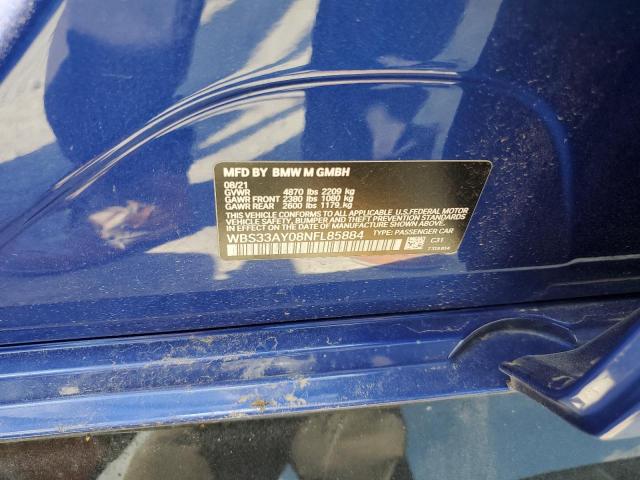 MFD BY BMW M GMBH
08/21
GVWR 4870 lbs 2209 kg
GAWR FRONT 2380 lbs 1080 kg
GAWR REAR 2600 lbs 1179 kg
THIS VEHICLE CONFORMS TO ALL APPLICABLE U.S. FEDERAL MOTOR
VEHICLE SAFETY, BUMPER AND THEFT PREVENTION STANDARDS
IN EFFECT ON THE DATE OF MANUFACTURE SHOWN ABOVE.
WBS33AY08NFL85884 TYPE: PASSENGER CAR
C31